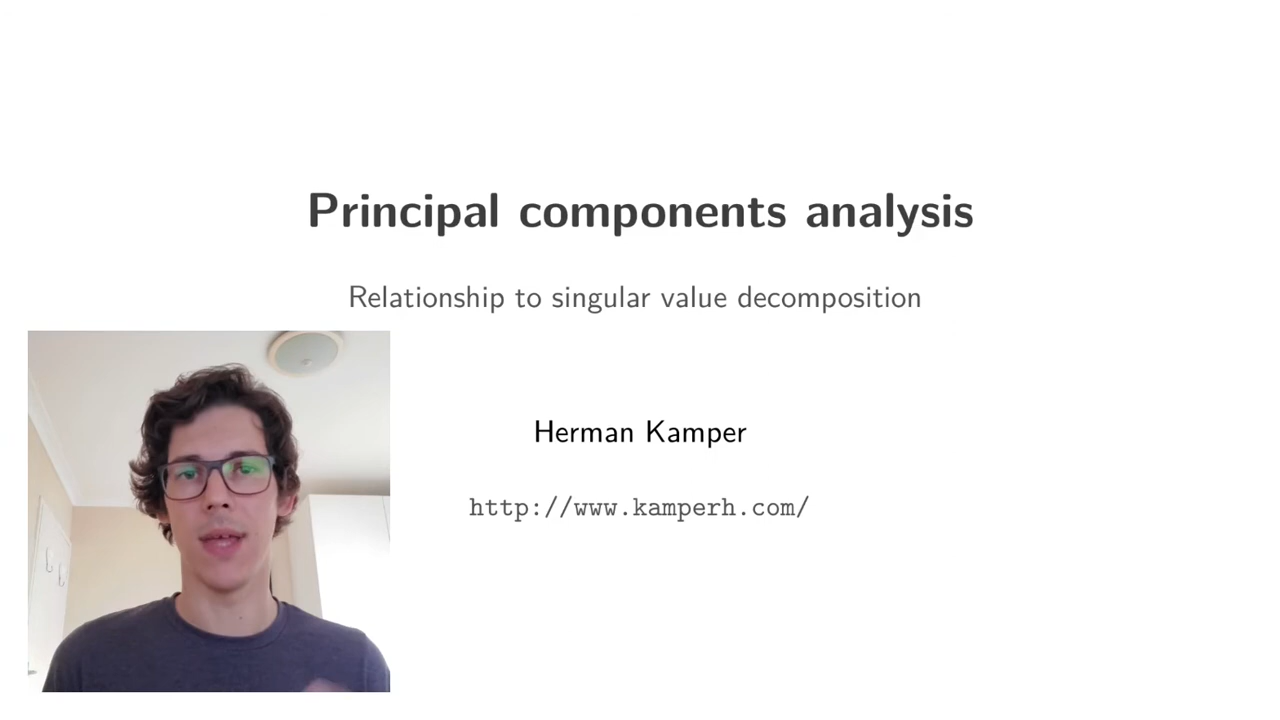 Principal components analysis
Relationship to singular value decomposition
Herman Kamper
http://www.kamperh.com/